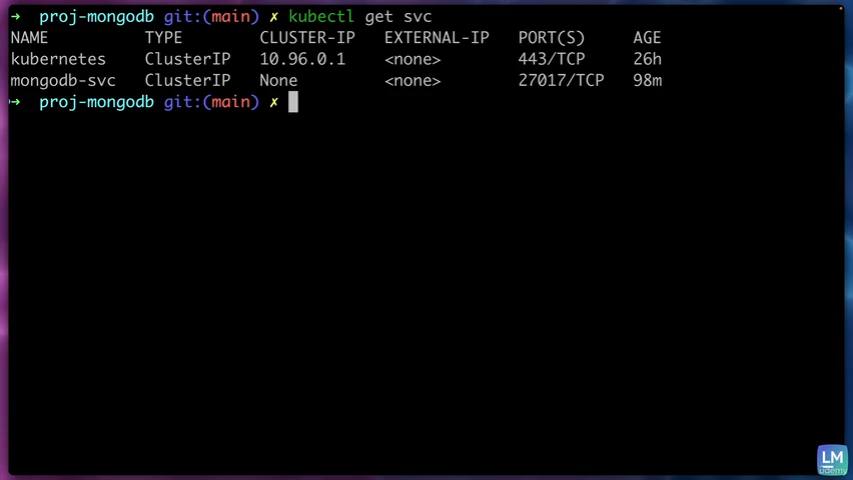 ➜ proj-mongodb git:(main) ✗ kubectl get svc
NAME TYPE CLUSTER-IP EXTERNAL-IP PORT(S) AGE
kubernetes ClusterIP 10.96.0.1 <none> 443/TCP 26h
mongodb-svc ClusterIP None <none> 27017/TCP 98m
➜ proj-mongodb git:(main) ✗
LM
udemy